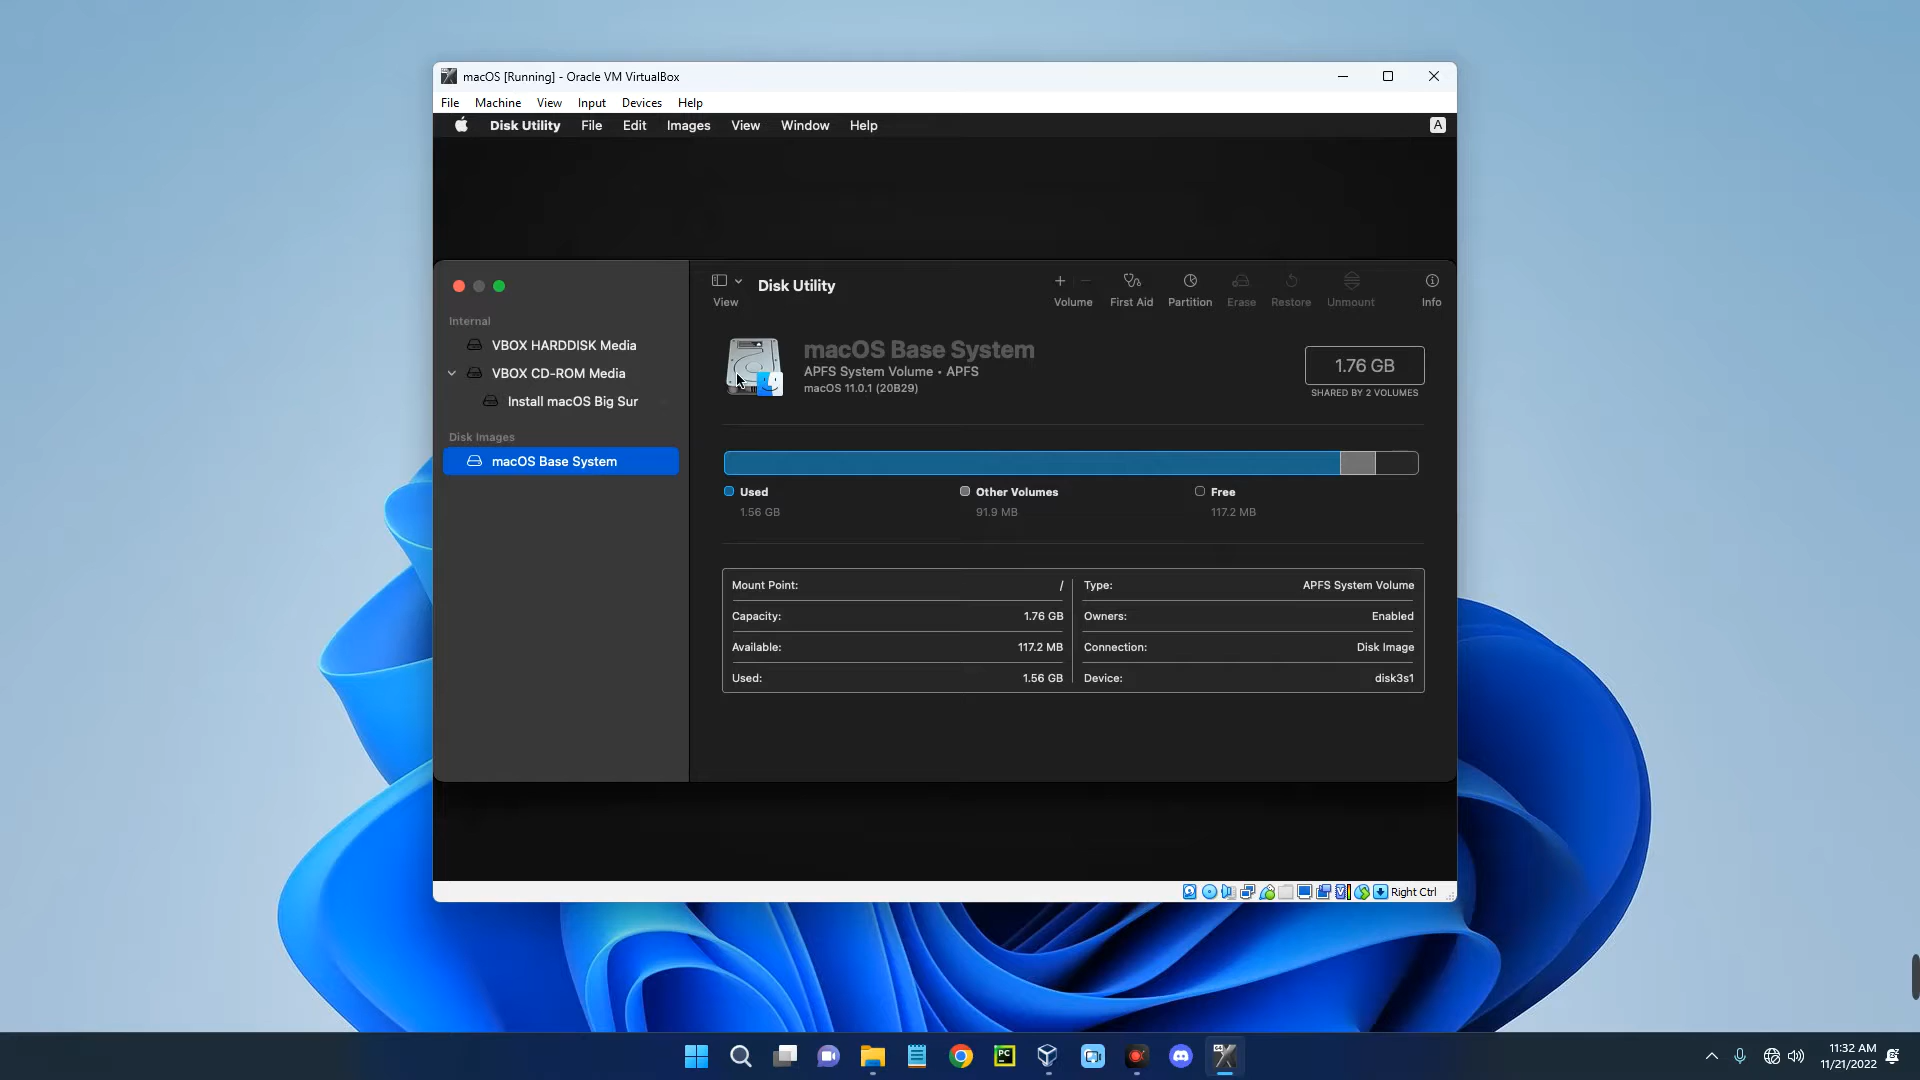 macOS [Running] - Oracle VM VirtualBox
File Machine View Input Devices Help
Disk Utility File Edit Images View Window Help
A
View
Disk Utility
Volume
First Aid
Partition
Erase
Restore
Unmount
Info
Internal
VBOX HARDDISK Media
VBOX CD-ROM Media
Install macOS Big Sur
Disk Images
macOS Base System
macOS Base System
APFS System Volume • APFS
macOS 11.0.1 (20B29)
1.76 GB
SHARED BY 2 VOLUMES
Used
1.56 GB
Other Volumes
91.9 MB
Free
117.2 MB
Mount Point: /
Capacity: 1.76 GB
Available: 117.2 MB
Used: 1.56 GB
Type: APFS System Volume
Owners: Enabled
Connection: Disk Image
Device: disk3s1
Right Ctrl
PC
11:32 AM
11/21/2022